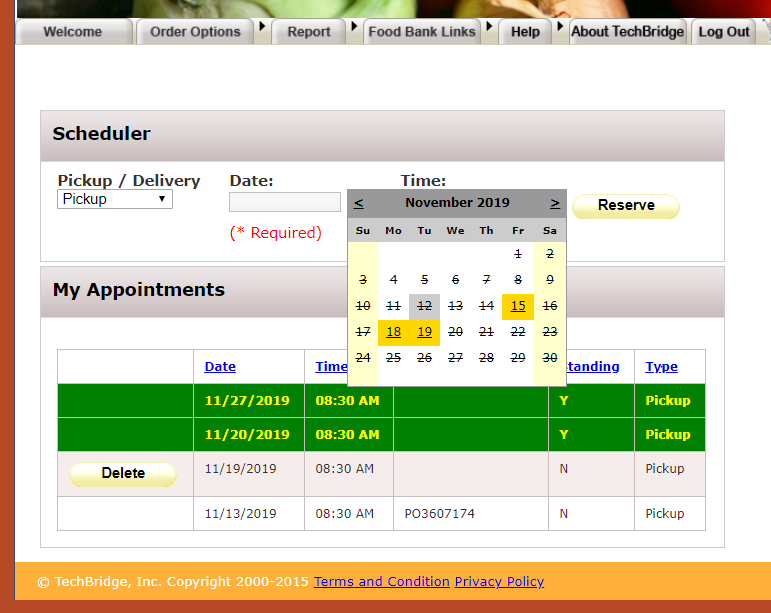 Welcome Order Options Report Food Bank Links Help About TechBridge Log Out
Scheduler
Pickup / Delivery Date: Time:
Pickup Reserve
(* Required)
< November 2019 >
Su Mo Tu We Th Fr Sa
1 2
3 4 5 6 7 8 9
10 11 12 13 14 15 16
17 18 19 20 21 22 23
24 25 26 27 28 29 30
My Appointments
Date Time tanding Type
11/27/2019 08:30 AM Y Pickup
11/20/2019 08:30 AM Y Pickup
Delete 11/19/2019 08:30 AM N Pickup
11/13/2019 08:30 AM PO3607174 N Pickup
© TechBridge, Inc. Copyright 2000-2015 Terms and Condition Privacy Policy